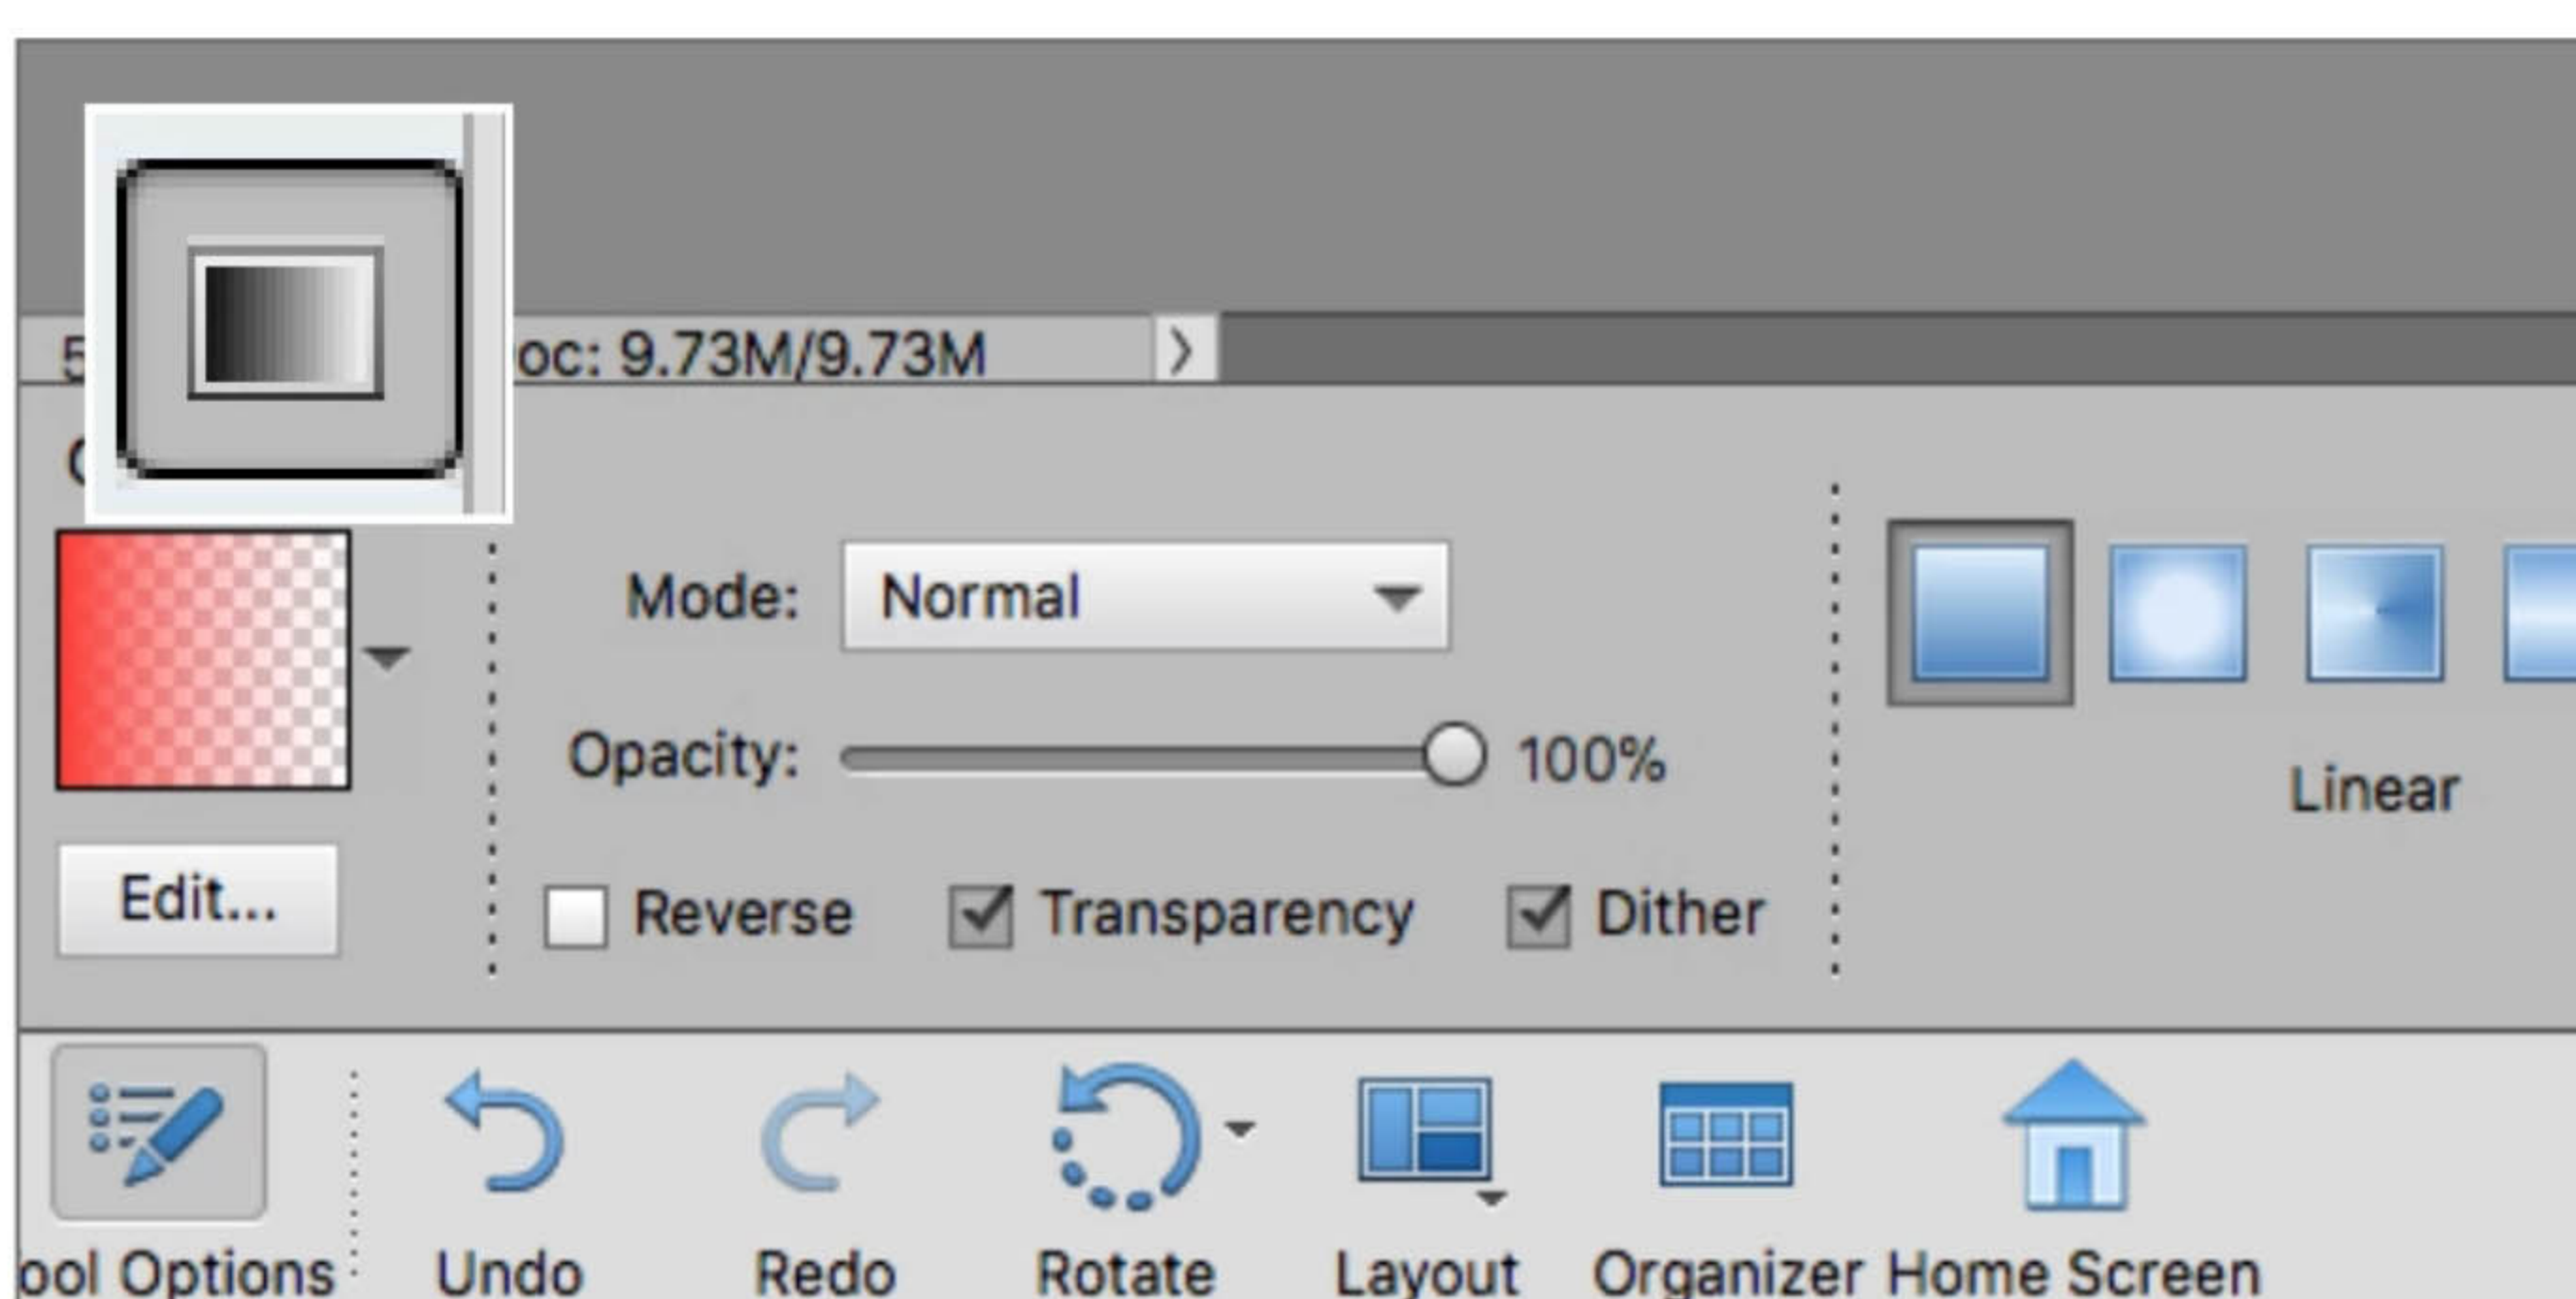 oc: 9.73M/9.73M
Mode: Normal
Opacity: 100%
Linear
Edit...
Reverse Transparency Dither
ool Options Undo Redo Rotate Layout Organizer Home Screen